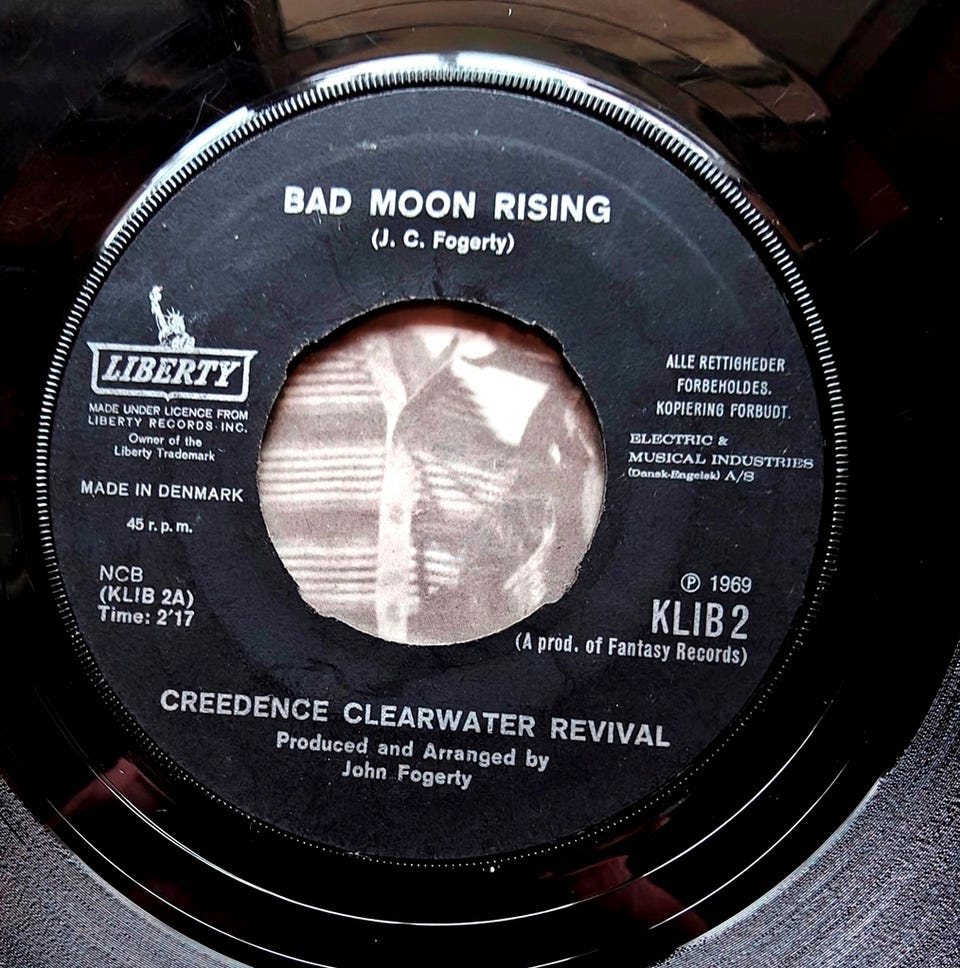 BAD MOON RISING
(J. C. Fogerty)
LIBERTY
MADE UNDER LICENCE FROM
LIBERTY RECORDS INC.
Owner of the
Liberty Trademark
MADE IN DENMARK
45 r. p. m.
NCB
(KLIB 2A)
Time: 2'17
ALLE RETTIGHEDER
FORBEHOLDES.
KOPIERING FORBUDT.
ELECTRIC &
MUSICAL INDUSTRIES
(Dansk-Engelsk) A/S
℗ 1969
KLIB 2
(A prod. of Fantasy Records)
CREEDENCE CLEARWATER REVIVAL
Produced and Arranged by
John Fogerty